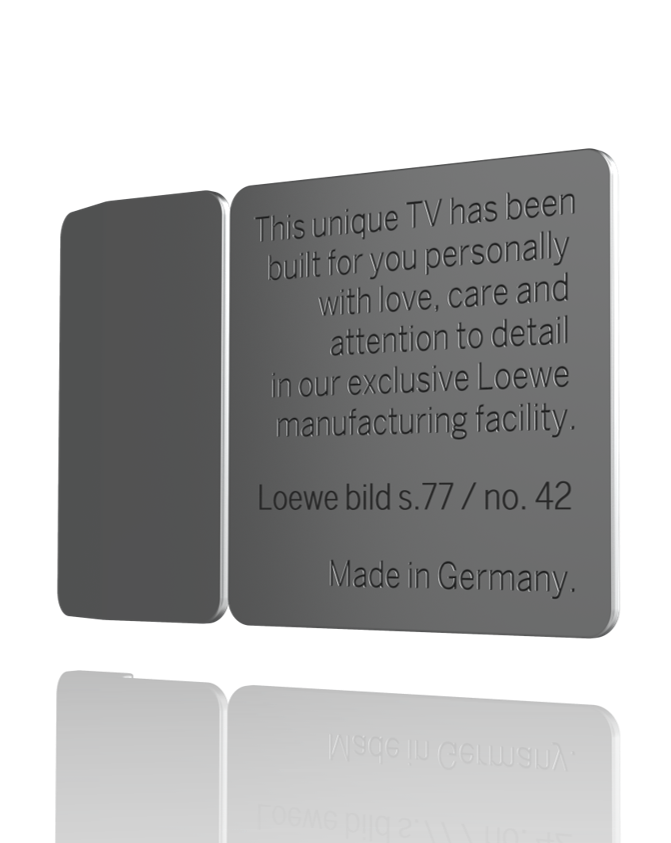 This unique TV has been
built for you personally
with love, care and
attention to detail
in our exclusive Loewe
manufacturing facility.
Loewe bild s.77 / no. 42
Made in Germany.